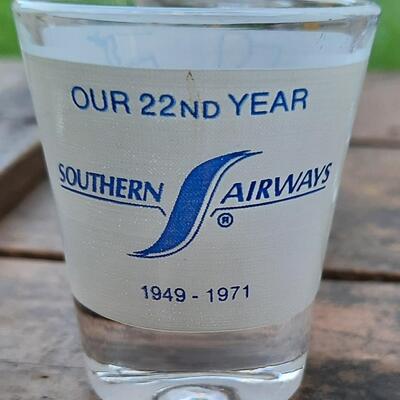 OUR 22ND YEAR
SOUTHERN AIRWAYS
®
1949 - 1971